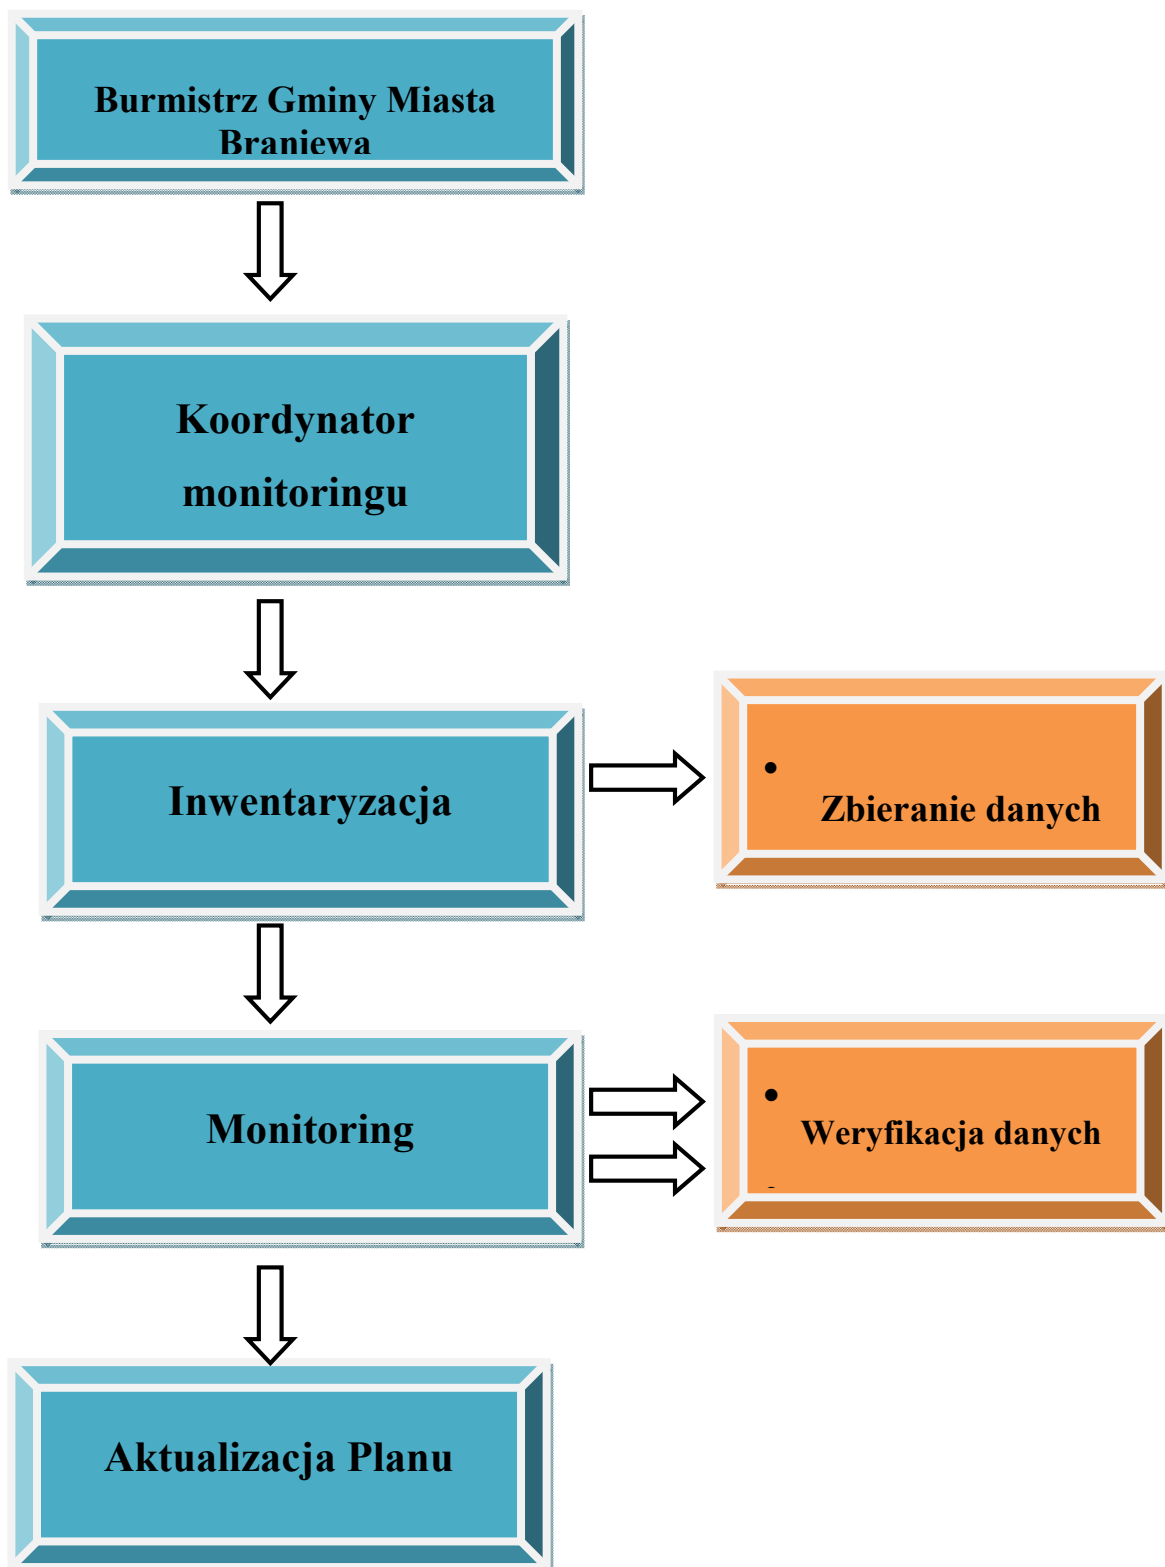 Burmistrz Gminy Miasta
Braniewa
Koordynator
monitoringu
Inwentaryzacja
• Zbieranie danych
Monitoring
• Weryfikacja danych
•
Aktualizacja Planu